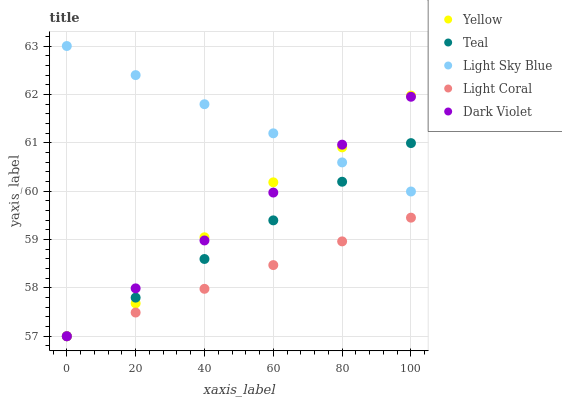 title
Yellow
Teal
Light Sky Blue
Light Coral
Dark Violet
yaxis_label
63
62
61
60
59
58
57
0 20 40 60 80 100
xaxis_label